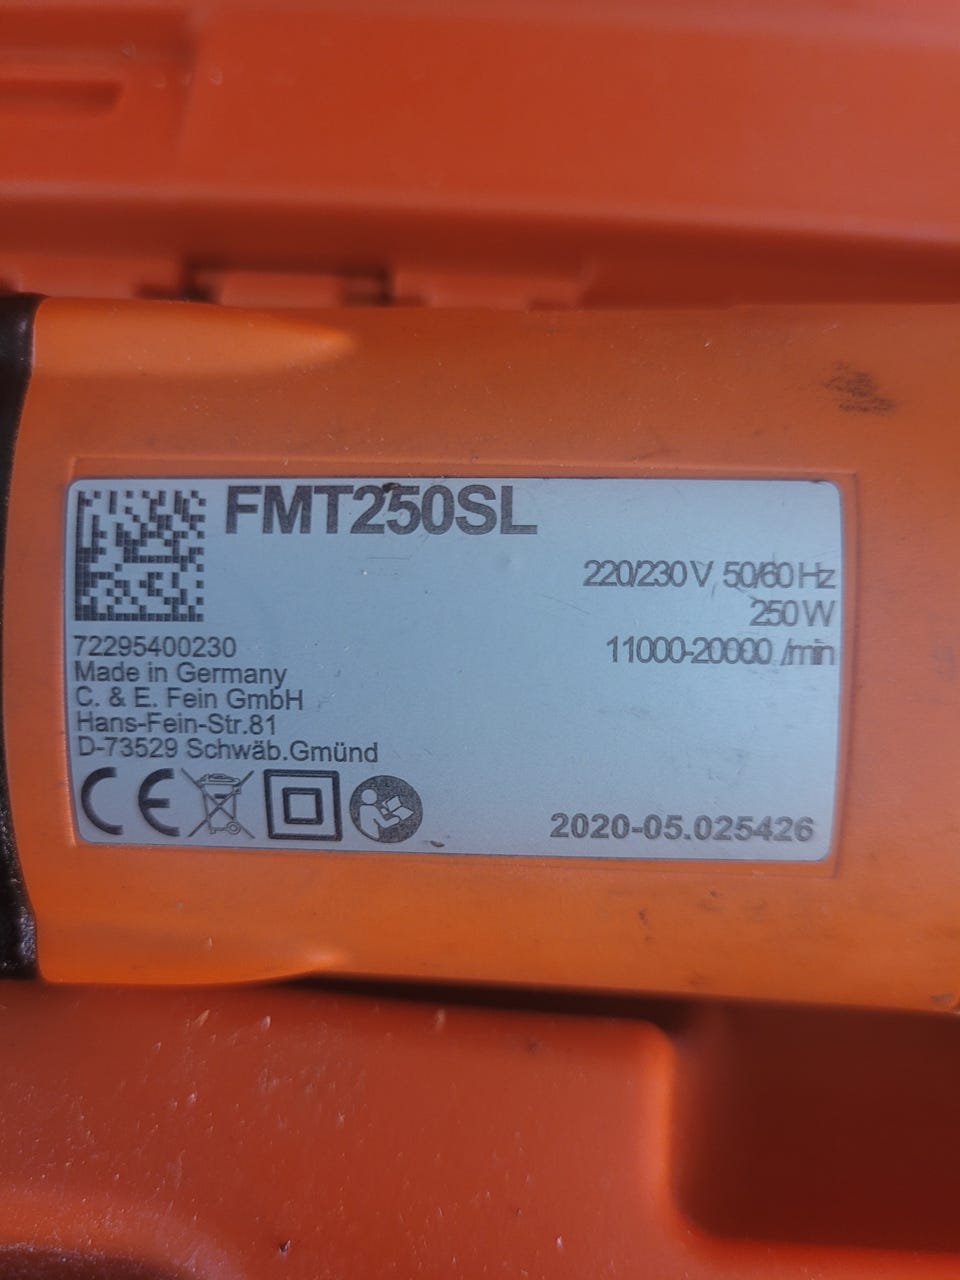 FMT250SL
220/230 V, 50/60 Hz
250 W
11000-20000 /min
72295400230
Made in Germany
C. & E. Fein GmbH
Hans-Fein-Str.81
D-73529 Schwäb.Gmünd
CE
2020-05.025426